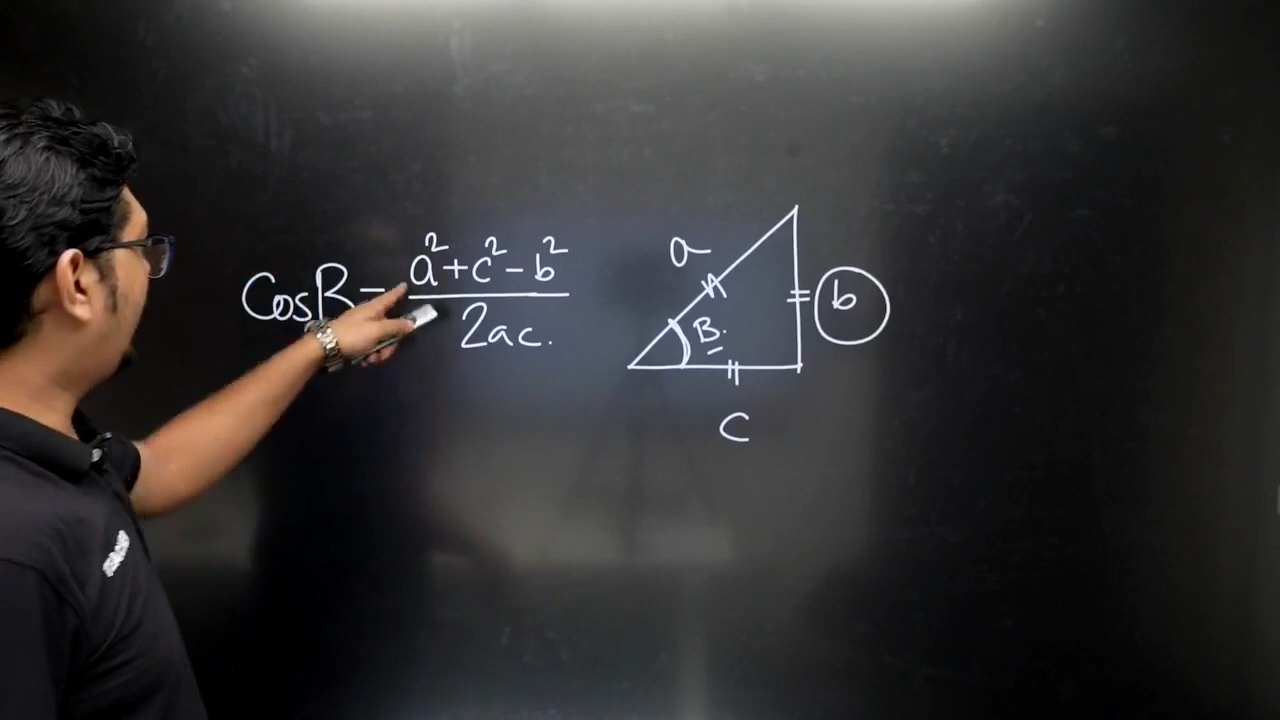 CosB = a²+c²-b² / 2ac.
a
b
B.
c